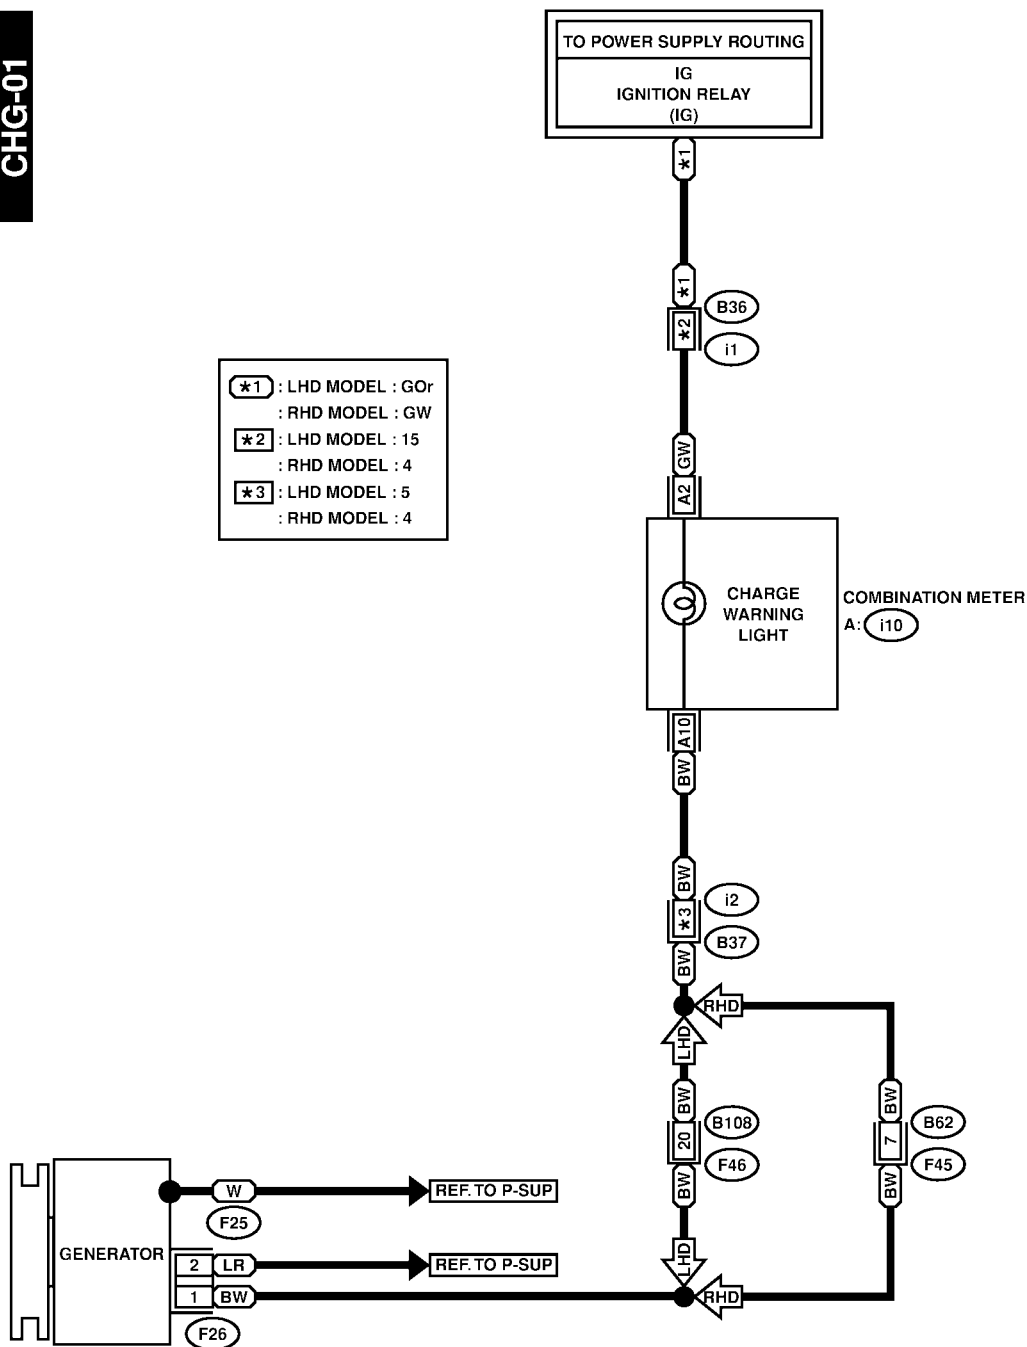 CHG-01
TO POWER SUPPLY ROUTING
IG
IGNITION RELAY
(IG)
*1
*1
B36
*2
i1
*1 : LHD MODEL : GOr
: RHD MODEL : GW
*2 : LHD MODEL : 15
: RHD MODEL : 4
*3 : LHD MODEL : 5
: RHD MODEL : 4
GW
A2
CHARGE
WARNING
LIGHT
COMBINATION METER
A: i10
A10
BW
BW
i2
*3
B37
BW
RHD
LHD
BW
BW
B108
B62
20
7
F46
F45
BW
BW
W
REF. TO P-SUP
F25
GENERATOR
2 LR
REF. TO P-SUP
LHD
1 BW
RHD
F26